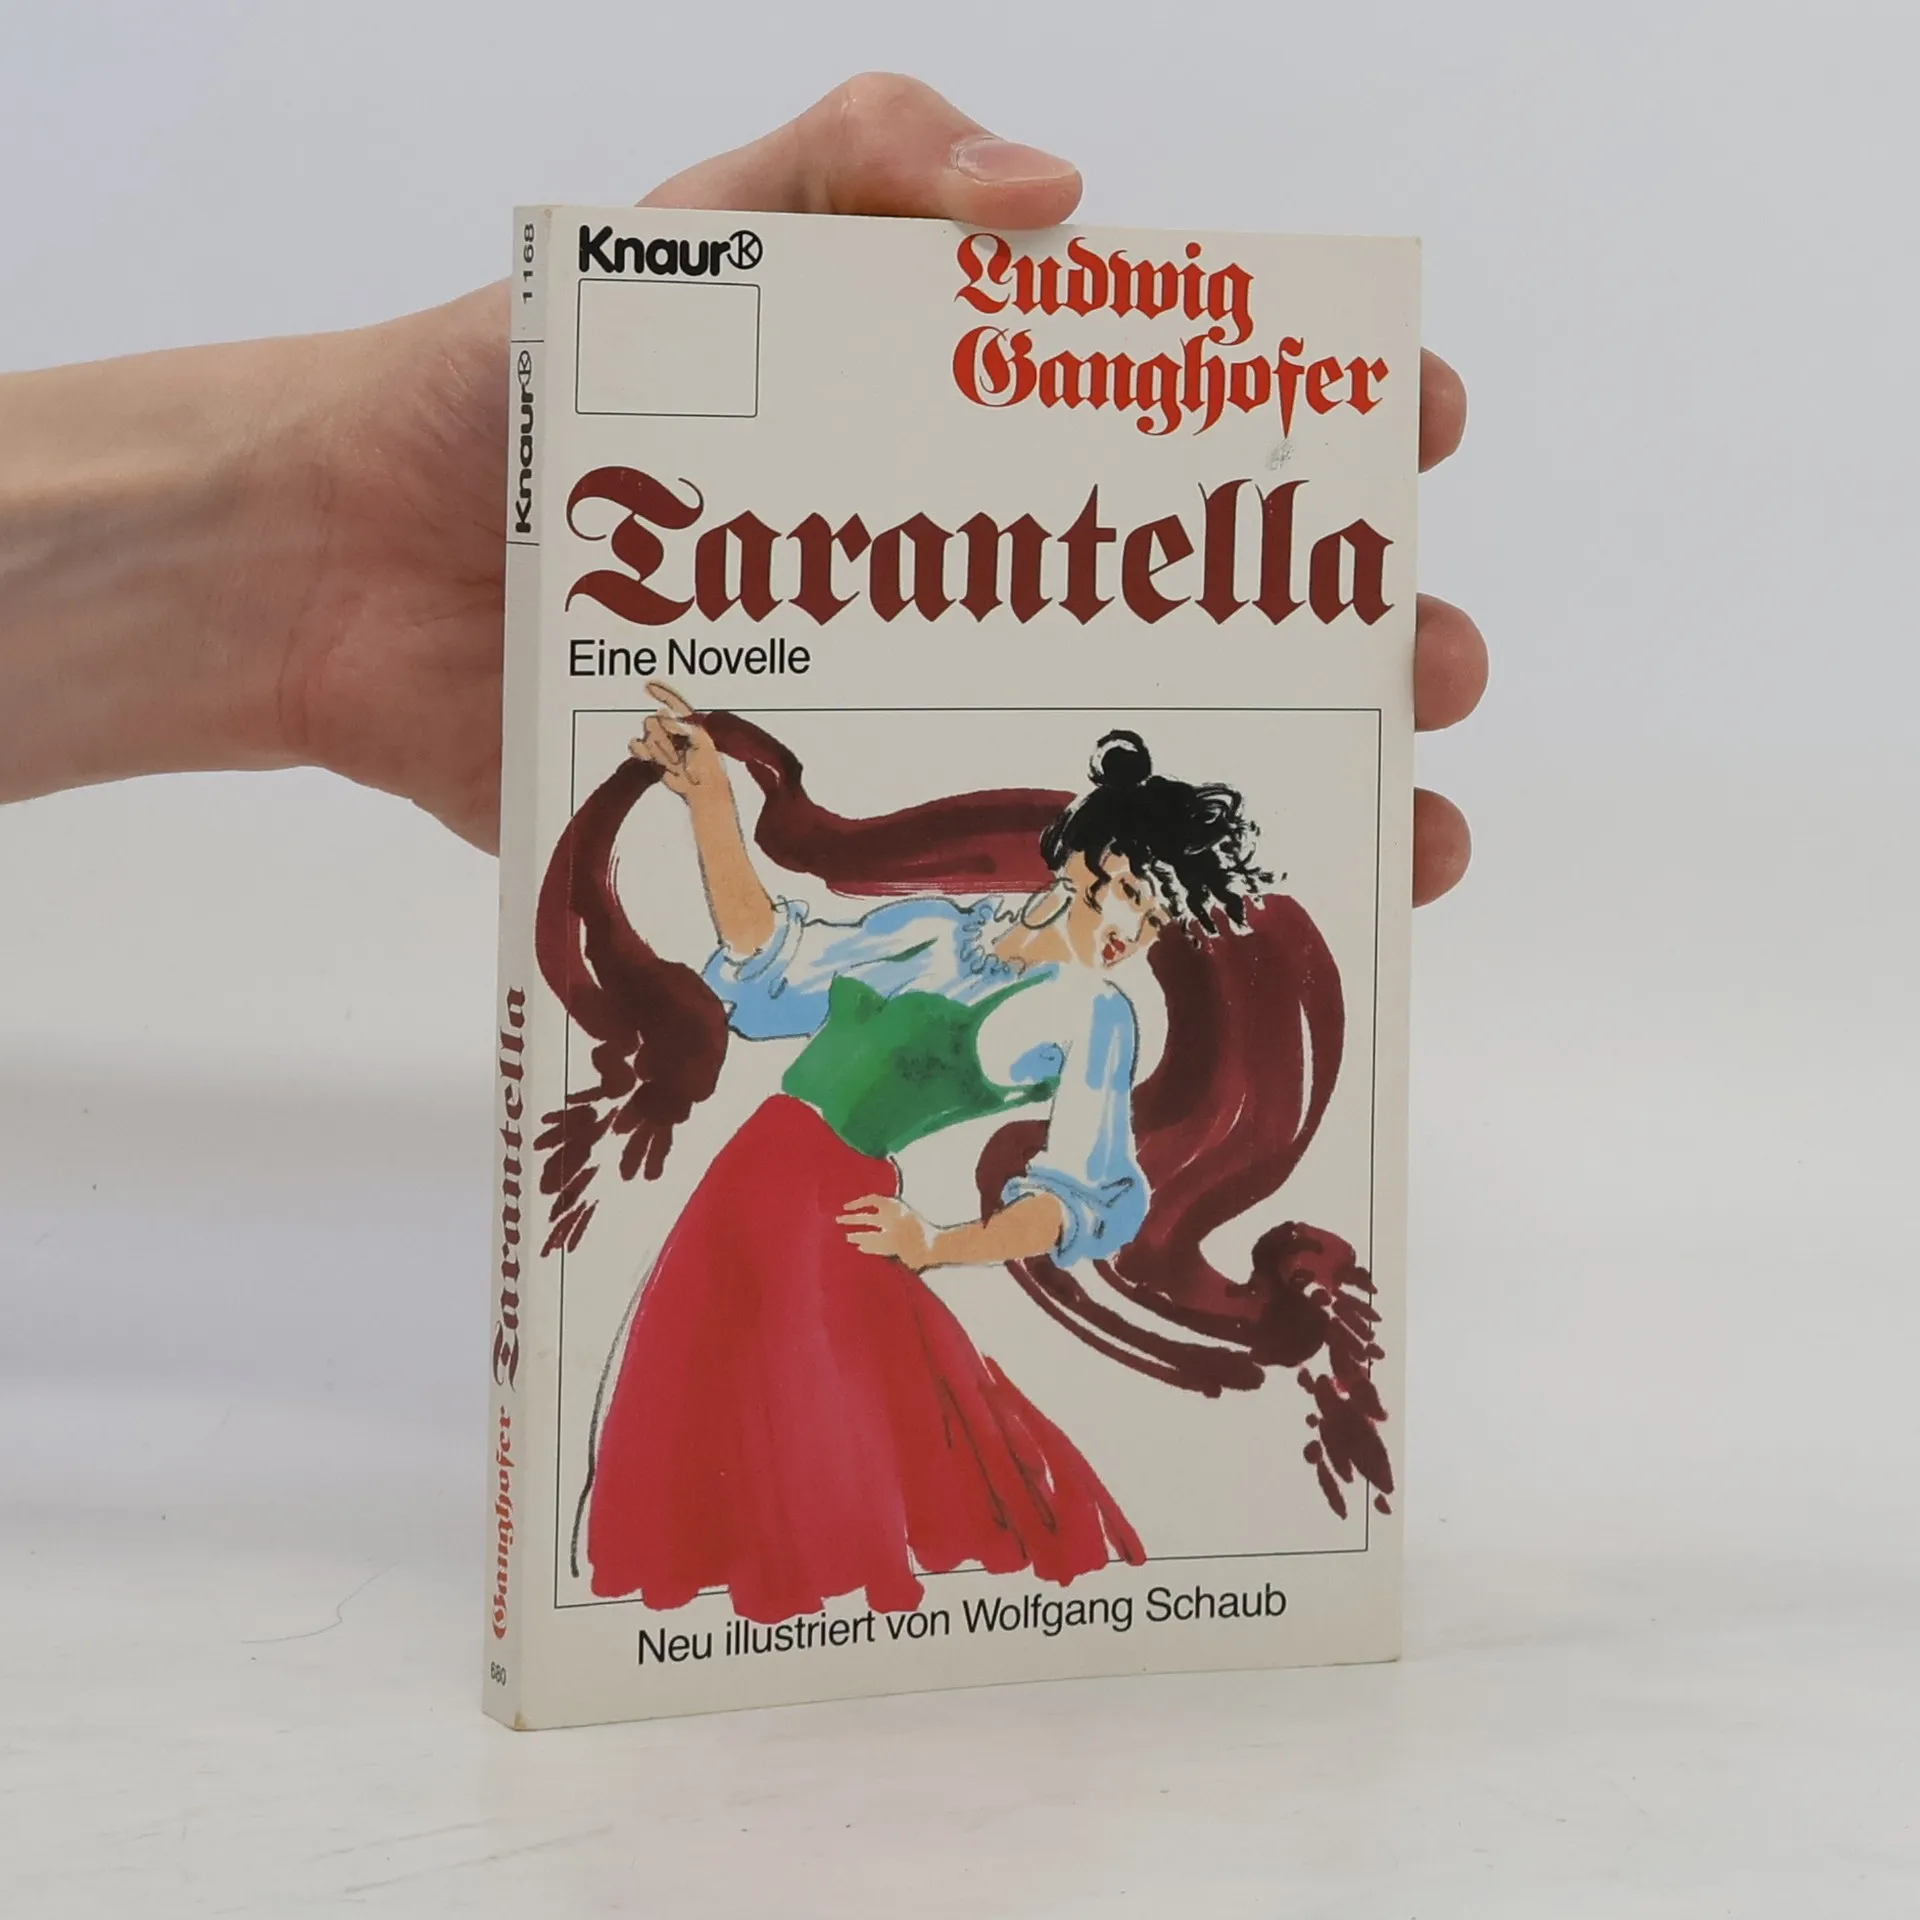 Knaur
Ludwig
Ganghofer
Tarantella
Eine Novelle
Neu illustriert von Wolfgang Schaub
1168
Knaur
Tarantella
Ganghofer
680